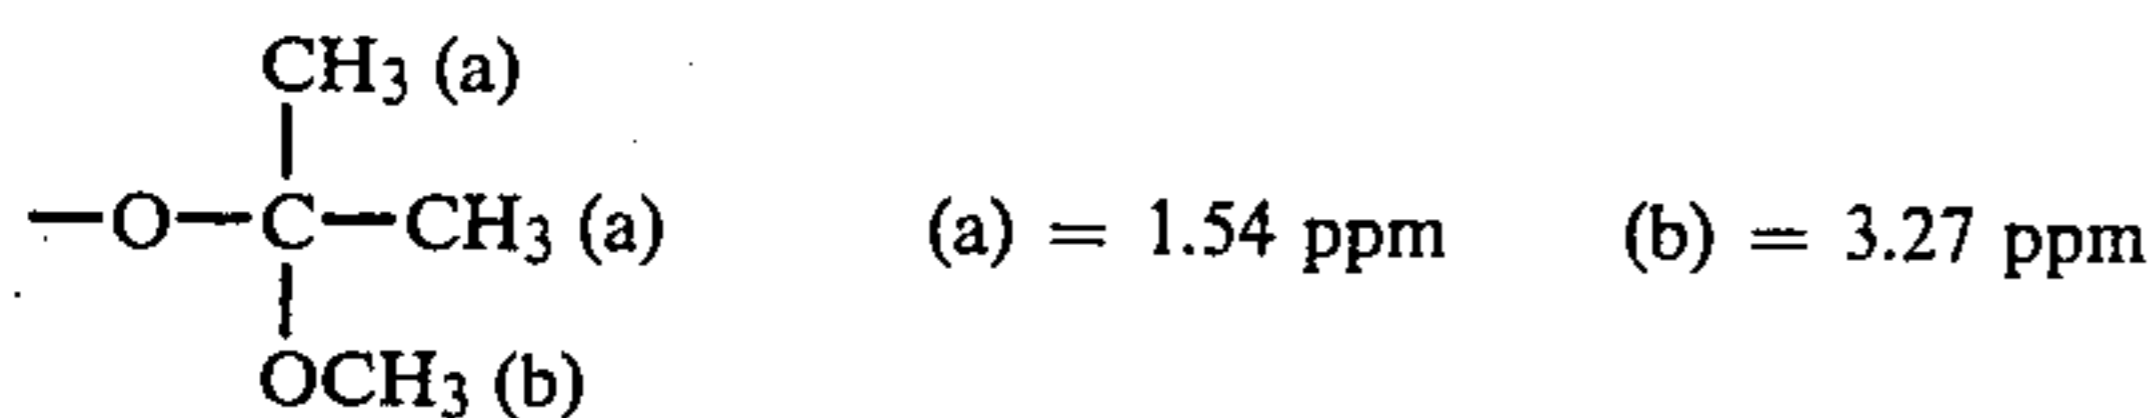 CH3 (a)
—O—C—CH3 (a) (a) = 1.54 ppm (b) = 3.27 ppm
OCH3 (b)